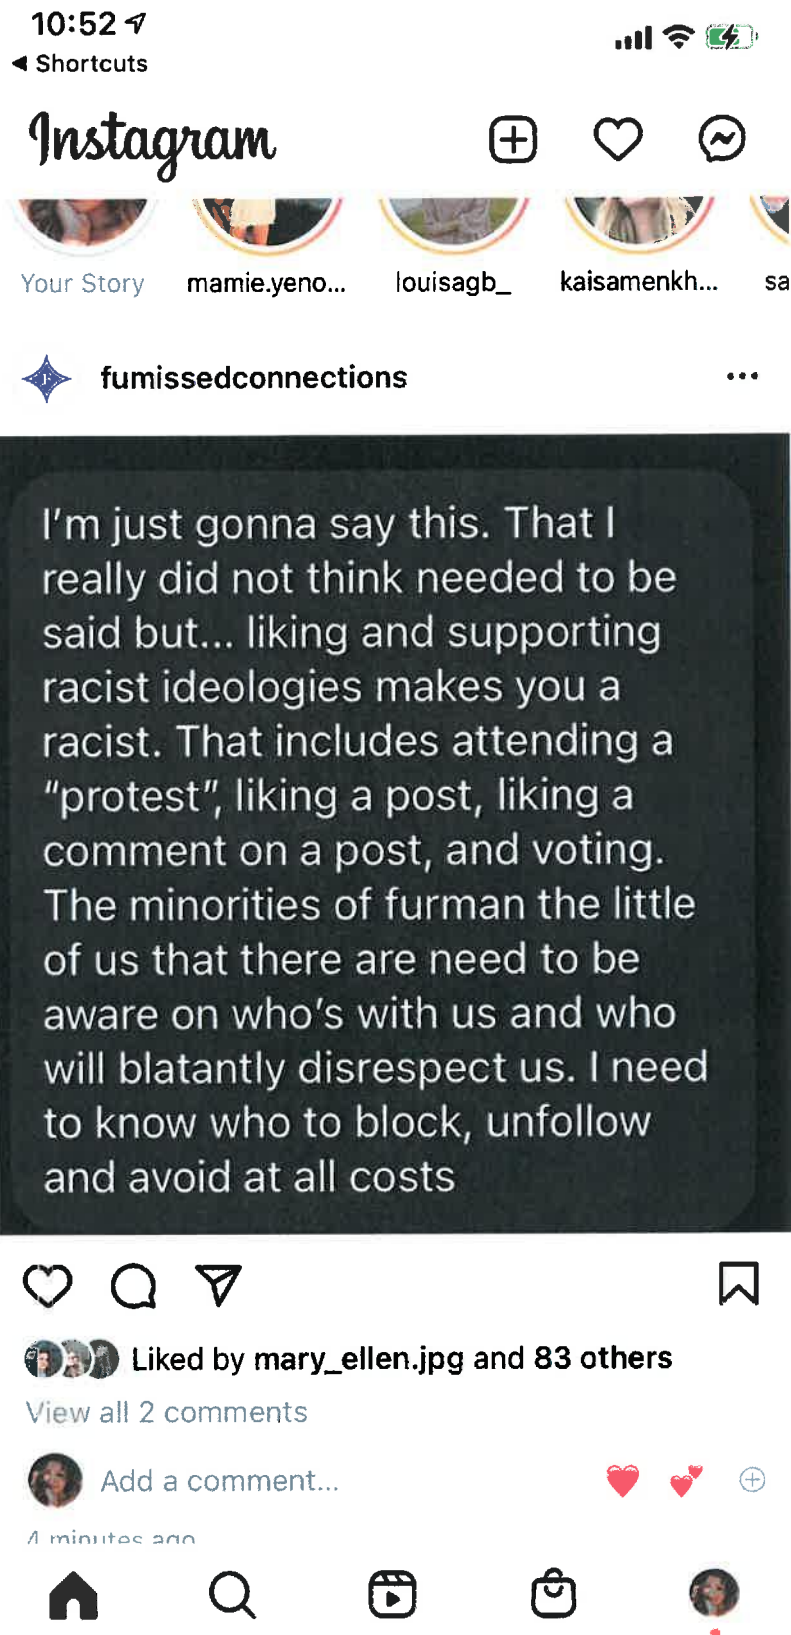 10:52
Shortcuts
Instagram
Your Story mamie.yeno... louisagb_ kaisamenkh... sa
fumissedconnections
I'm just gonna say this. That I
really did not think needed to be
said but... liking and supporting
racist ideologies makes you a
racist. That includes attending a
“protest”, liking a post, liking a
comment on a post, and voting.
The minorities of furman the little
of us that there are need to be
aware on who's with us and who
will blatantly disrespect us. I need
to know who to block, unfollow
and avoid at all costs
Liked by mary_ellen.jpg and 83 others
View all 2 comments
Add a comment...
4 minutes ago